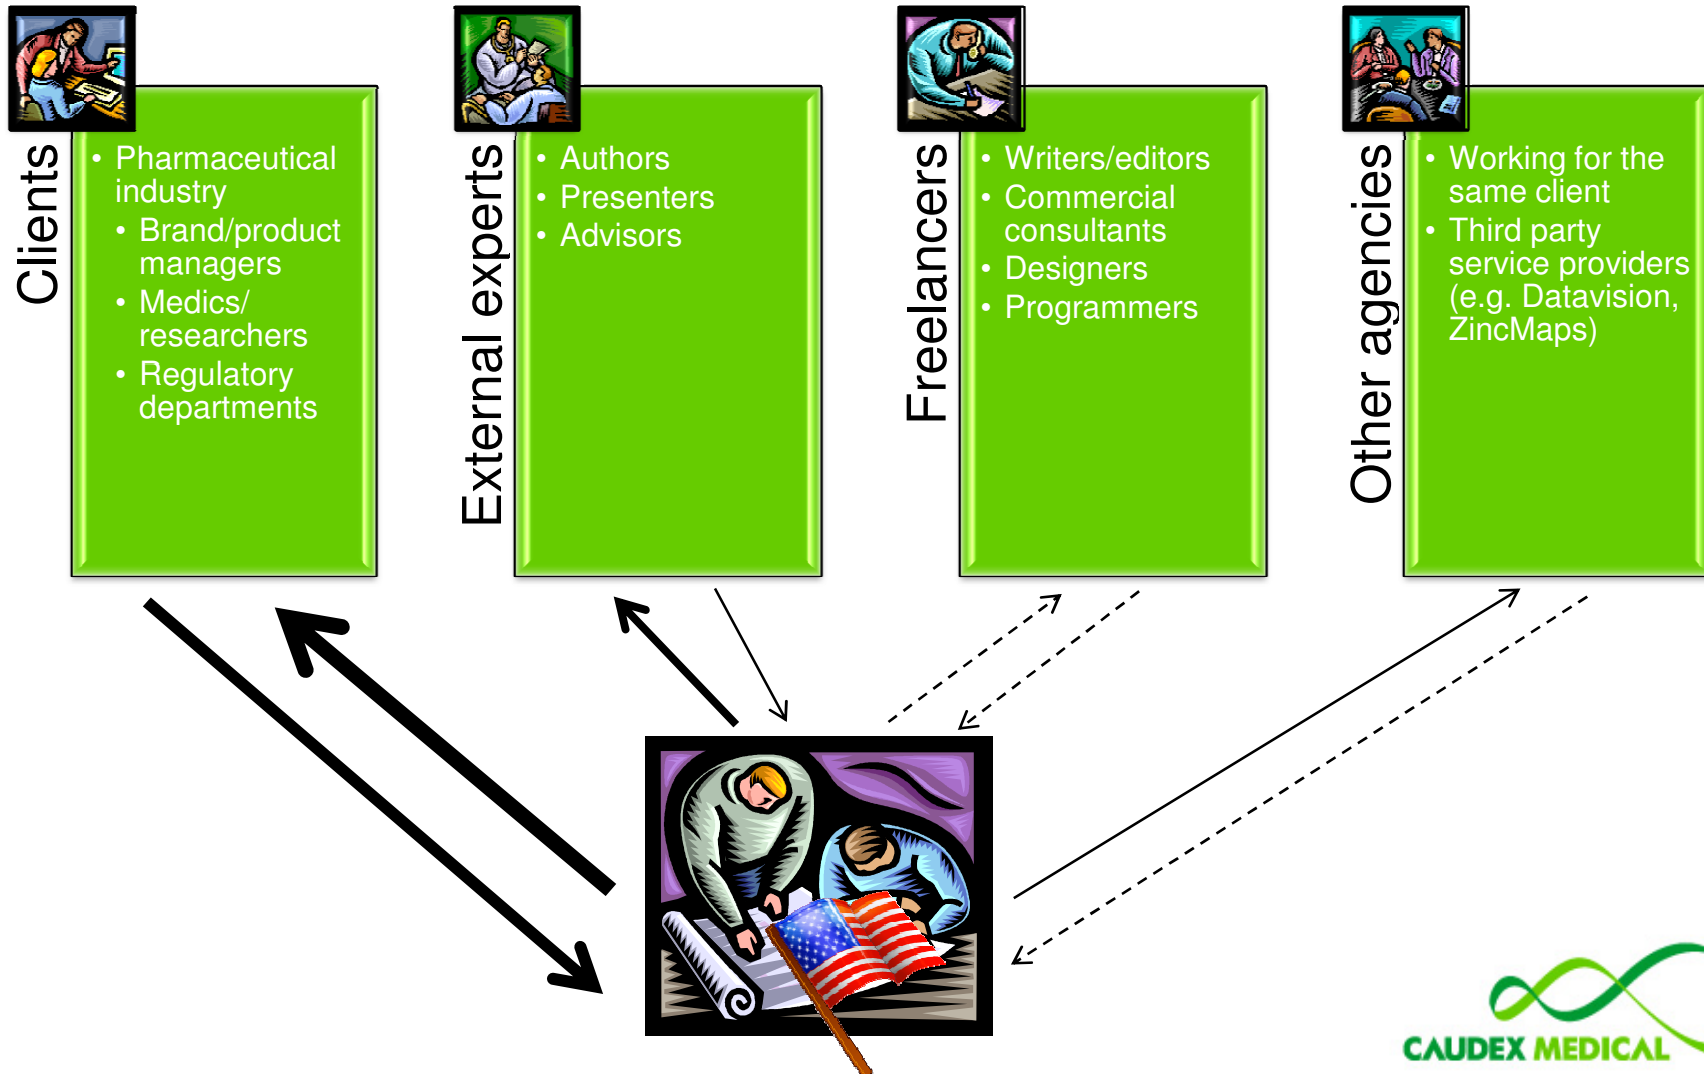 Clients
• Pharmaceutical
industry
• Brand/product
managers
• Medics/
researchers
• Regulatory
departments
External experts
• Authors
• Presenters
• Advisors
Freelancers
• Writers/editors
• Commercial
consultants
• Designers
• Programmers
Other agencies
• Working for the
same client
• Third party
service providers
(e.g. Datavision,
ZincMaps)
CAUDEX MEDICAL